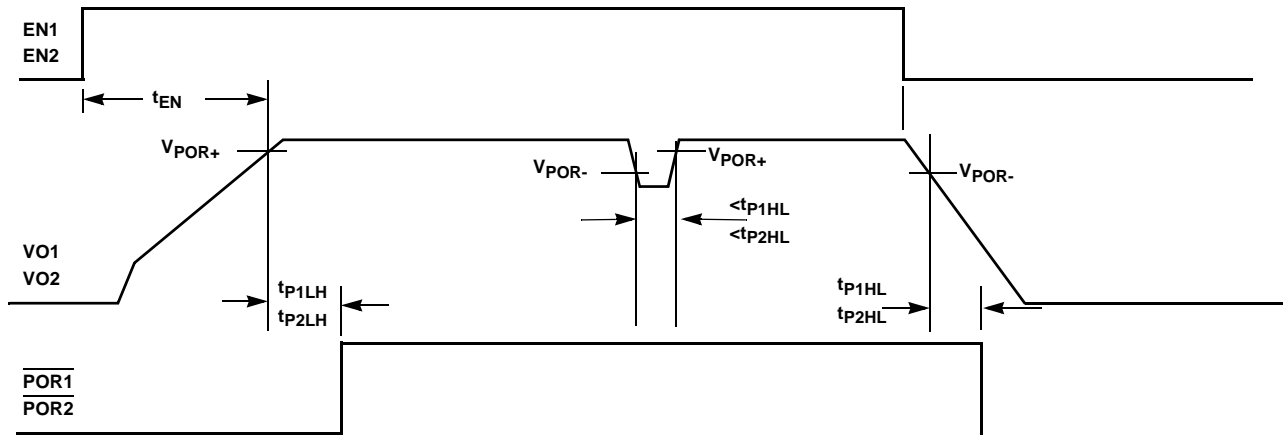 EN1
EN2
tEN
VPOR+
VPOR-
VPOR+
VPOR-
<tP1HL
<tP2HL
VO1
VO2
tP1LH
tP2LH
tP1HL
tP2HL
POR1
POR2